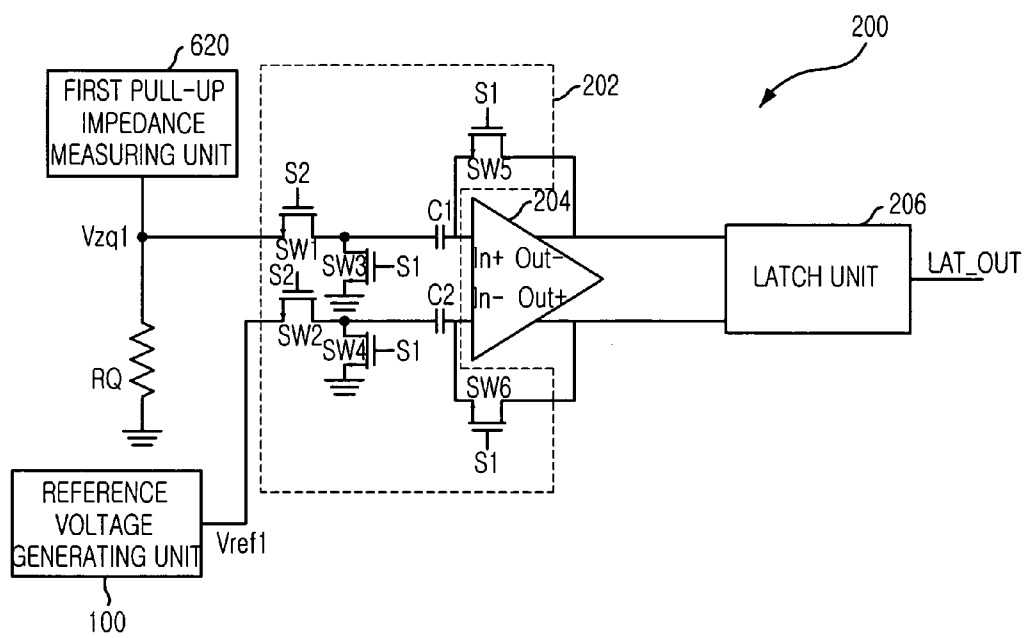 620
FIRST PULL-UP
IMPEDANCE
MEASURING UNIT
200
202
S1
SW5
S2
C1
204
206
Vzq1
SW1
In+ Out-
SW3
S1
S2
LATCH UNIT
LAT_OUT
C2
In- Out+
SW2
SW4
S1
RQ
SW6
S1
REFERENCE
VOLTAGE
GENERATING UNIT
Vref1
100